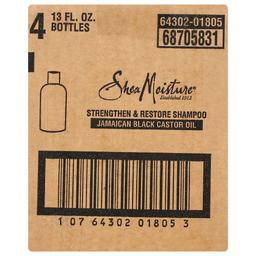 4 13 FL. OZ.
BOTTLES
64302-01805
68705831
SheaMoisture
Established 1912
STRENGTHEN & RESTORE SHAMPOO
JAMAICAN BLACK CASTOR OIL
1 07 64302 01805 3